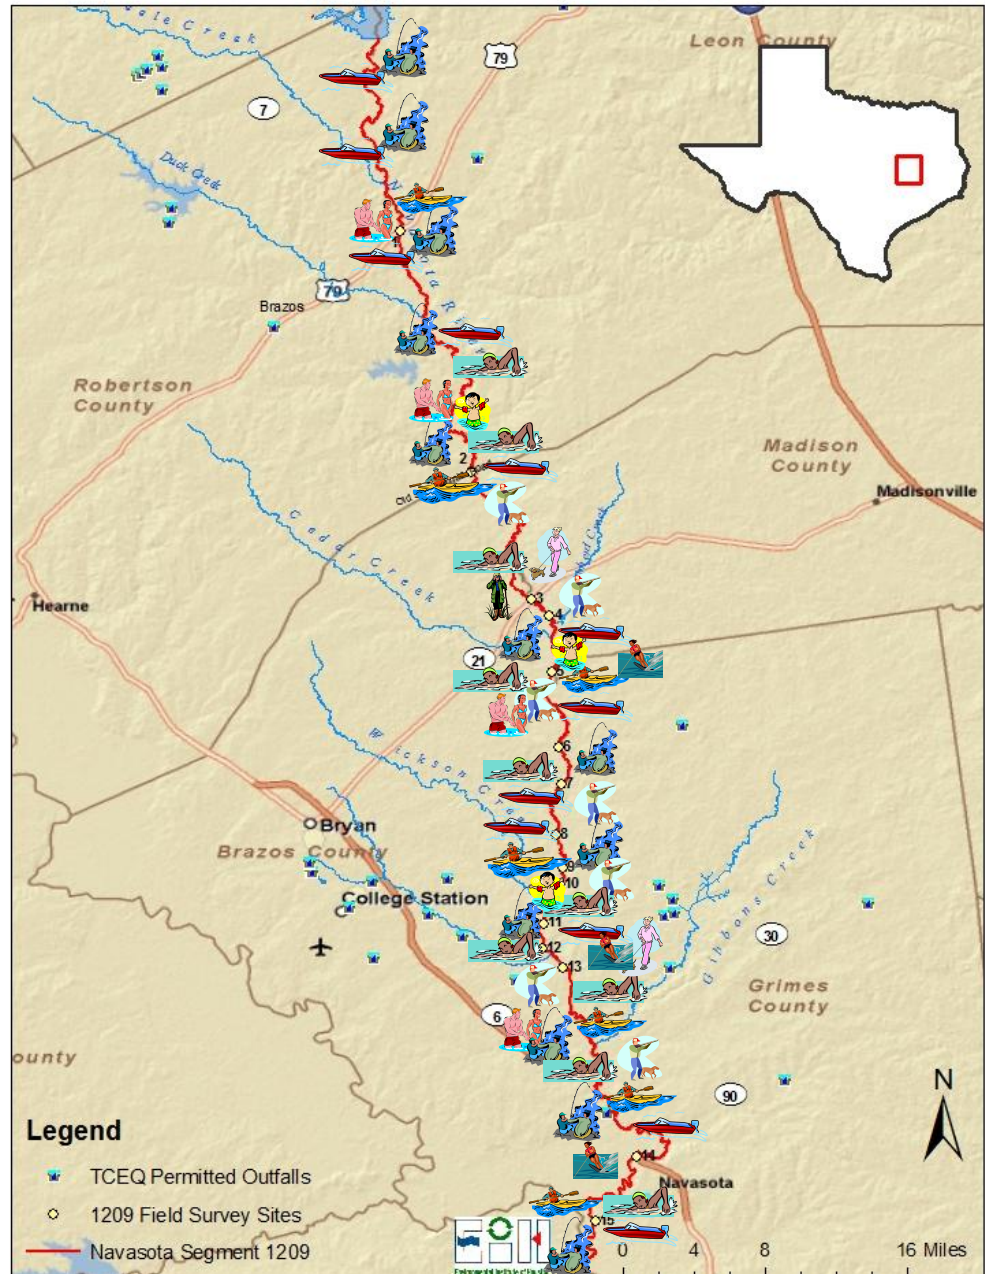 Leon County
79
7
Duck Creek
79
Brazos
Robertson
County
Madison
County
2
Old
Madisonville
Cedar Creek
Hearne
3
4
21
5
6
Wickson Creek
7
8
Bryan
Brazos County
9
10
College Station
11
12
13
30
Gibbons Creek
Grimes
County
6
ounty
N
90
Legend
14
TCEQ Permitted Outfalls
Navasota
1209 Field Survey Sites
15
Navasota Segment 1209
0 4 8 16 Miles